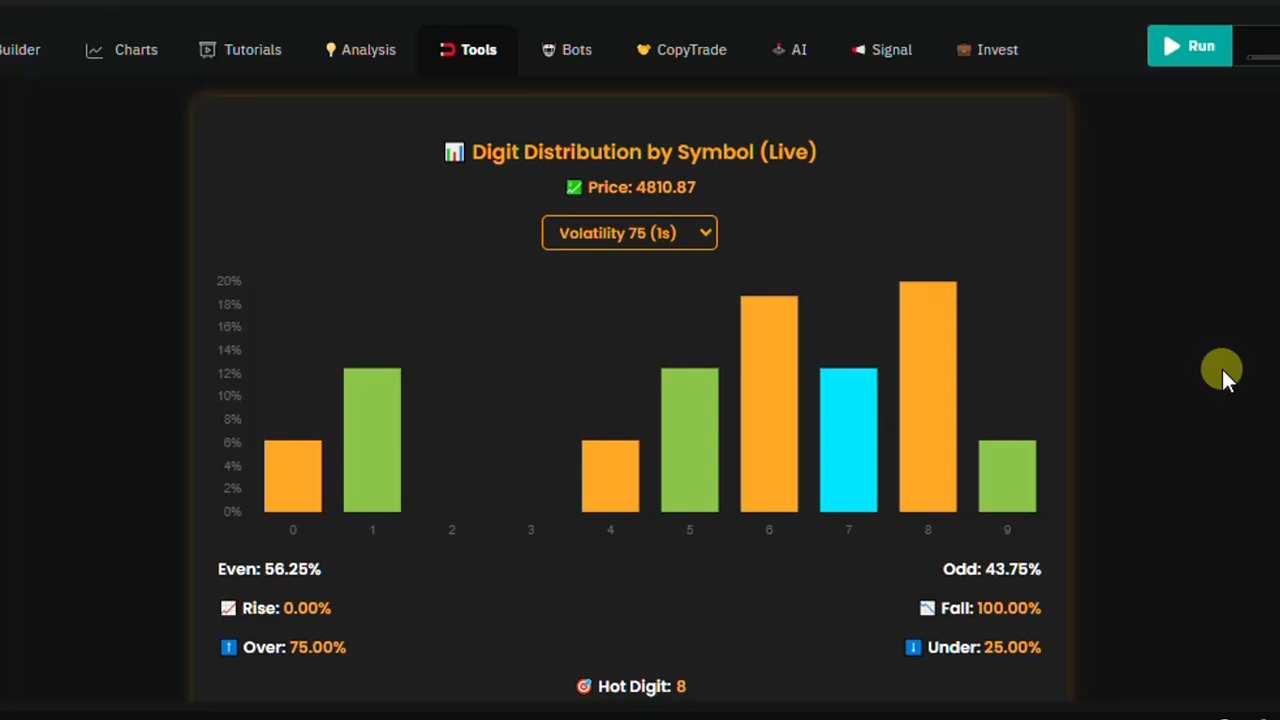 uilder Charts Tutorials Analysis Tools Bots CopyTrade AI Signal Invest Run
Digit Distribution by Symbol (Live)
Price: 4810.87
Volatility 75 (1s)
20%
18%
16%
14%
12%
10%
8%
6%
4%
2%
0%
0 1 2 3 4 5 6 7 8 9
Even: 56.25% Odd: 43.75%
Rise: 0.00% Fall: 100.00%
Over: 75.00% Under: 25.00%
Hot Digit: 8